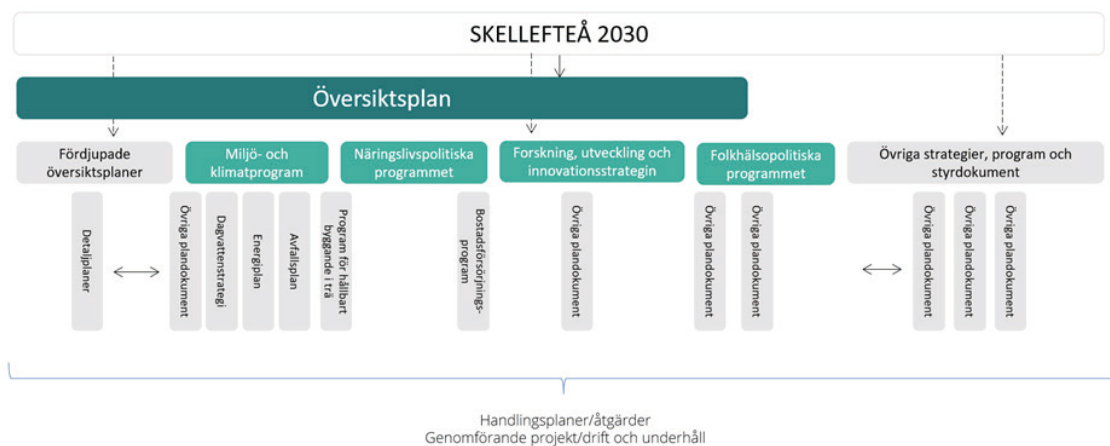 SKELLEFTEÅ 2030
Översiktsplan
Fördjupade
översiktsplaner
Miljö- och
klimatprogram
Näringslivspolitiska
programmet
Forskning, utveckling och
innovationsstrategin
Folkhälsopolitiska
programmet
Övriga strategier, program och
styrdokument
Detaljplaner
Övriga plandokument
Dagvattenstrategi
Energiplan
Avfallsplan
Program för hållbart
byggande i trä
Bostadsförsörjnings-
program
Övriga plandokument
Övriga plandokument
Övriga plandokument
Övriga plandokument
Övriga plandokument
Övriga plandokument
Handlingsplaner/åtgärder
Genomförande projekt/drift och underhåll